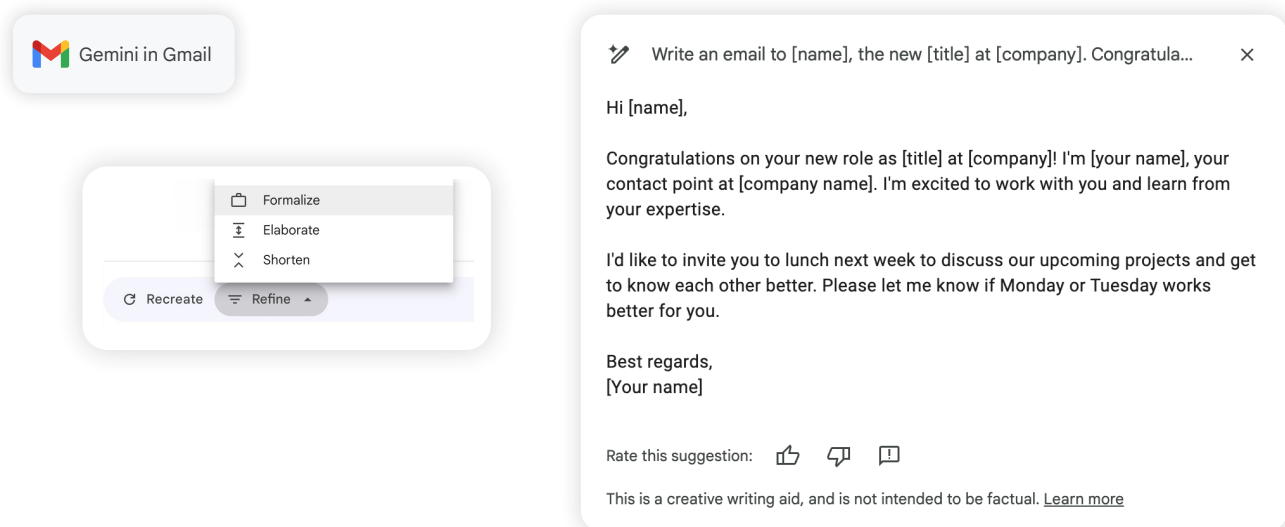 Gemini in Gmail
Formalize
Elaborate
Shorten
Recreate
Refine
Write an email to [name], the new [title] at [company]. Congratula...
Hi [name],
Congratulations on your new role as [title] at [company]! I'm [your name], your
contact point at [company name]. I'm excited to work with you and learn from
your expertise.
I'd like to invite you to lunch next week to discuss our upcoming projects and get
to know each other better. Please let me know if Monday or Tuesday works
better for you.
Best regards,
[Your name]
Rate this suggestion:
This is a creative writing aid, and is not intended to be factual. Learn more